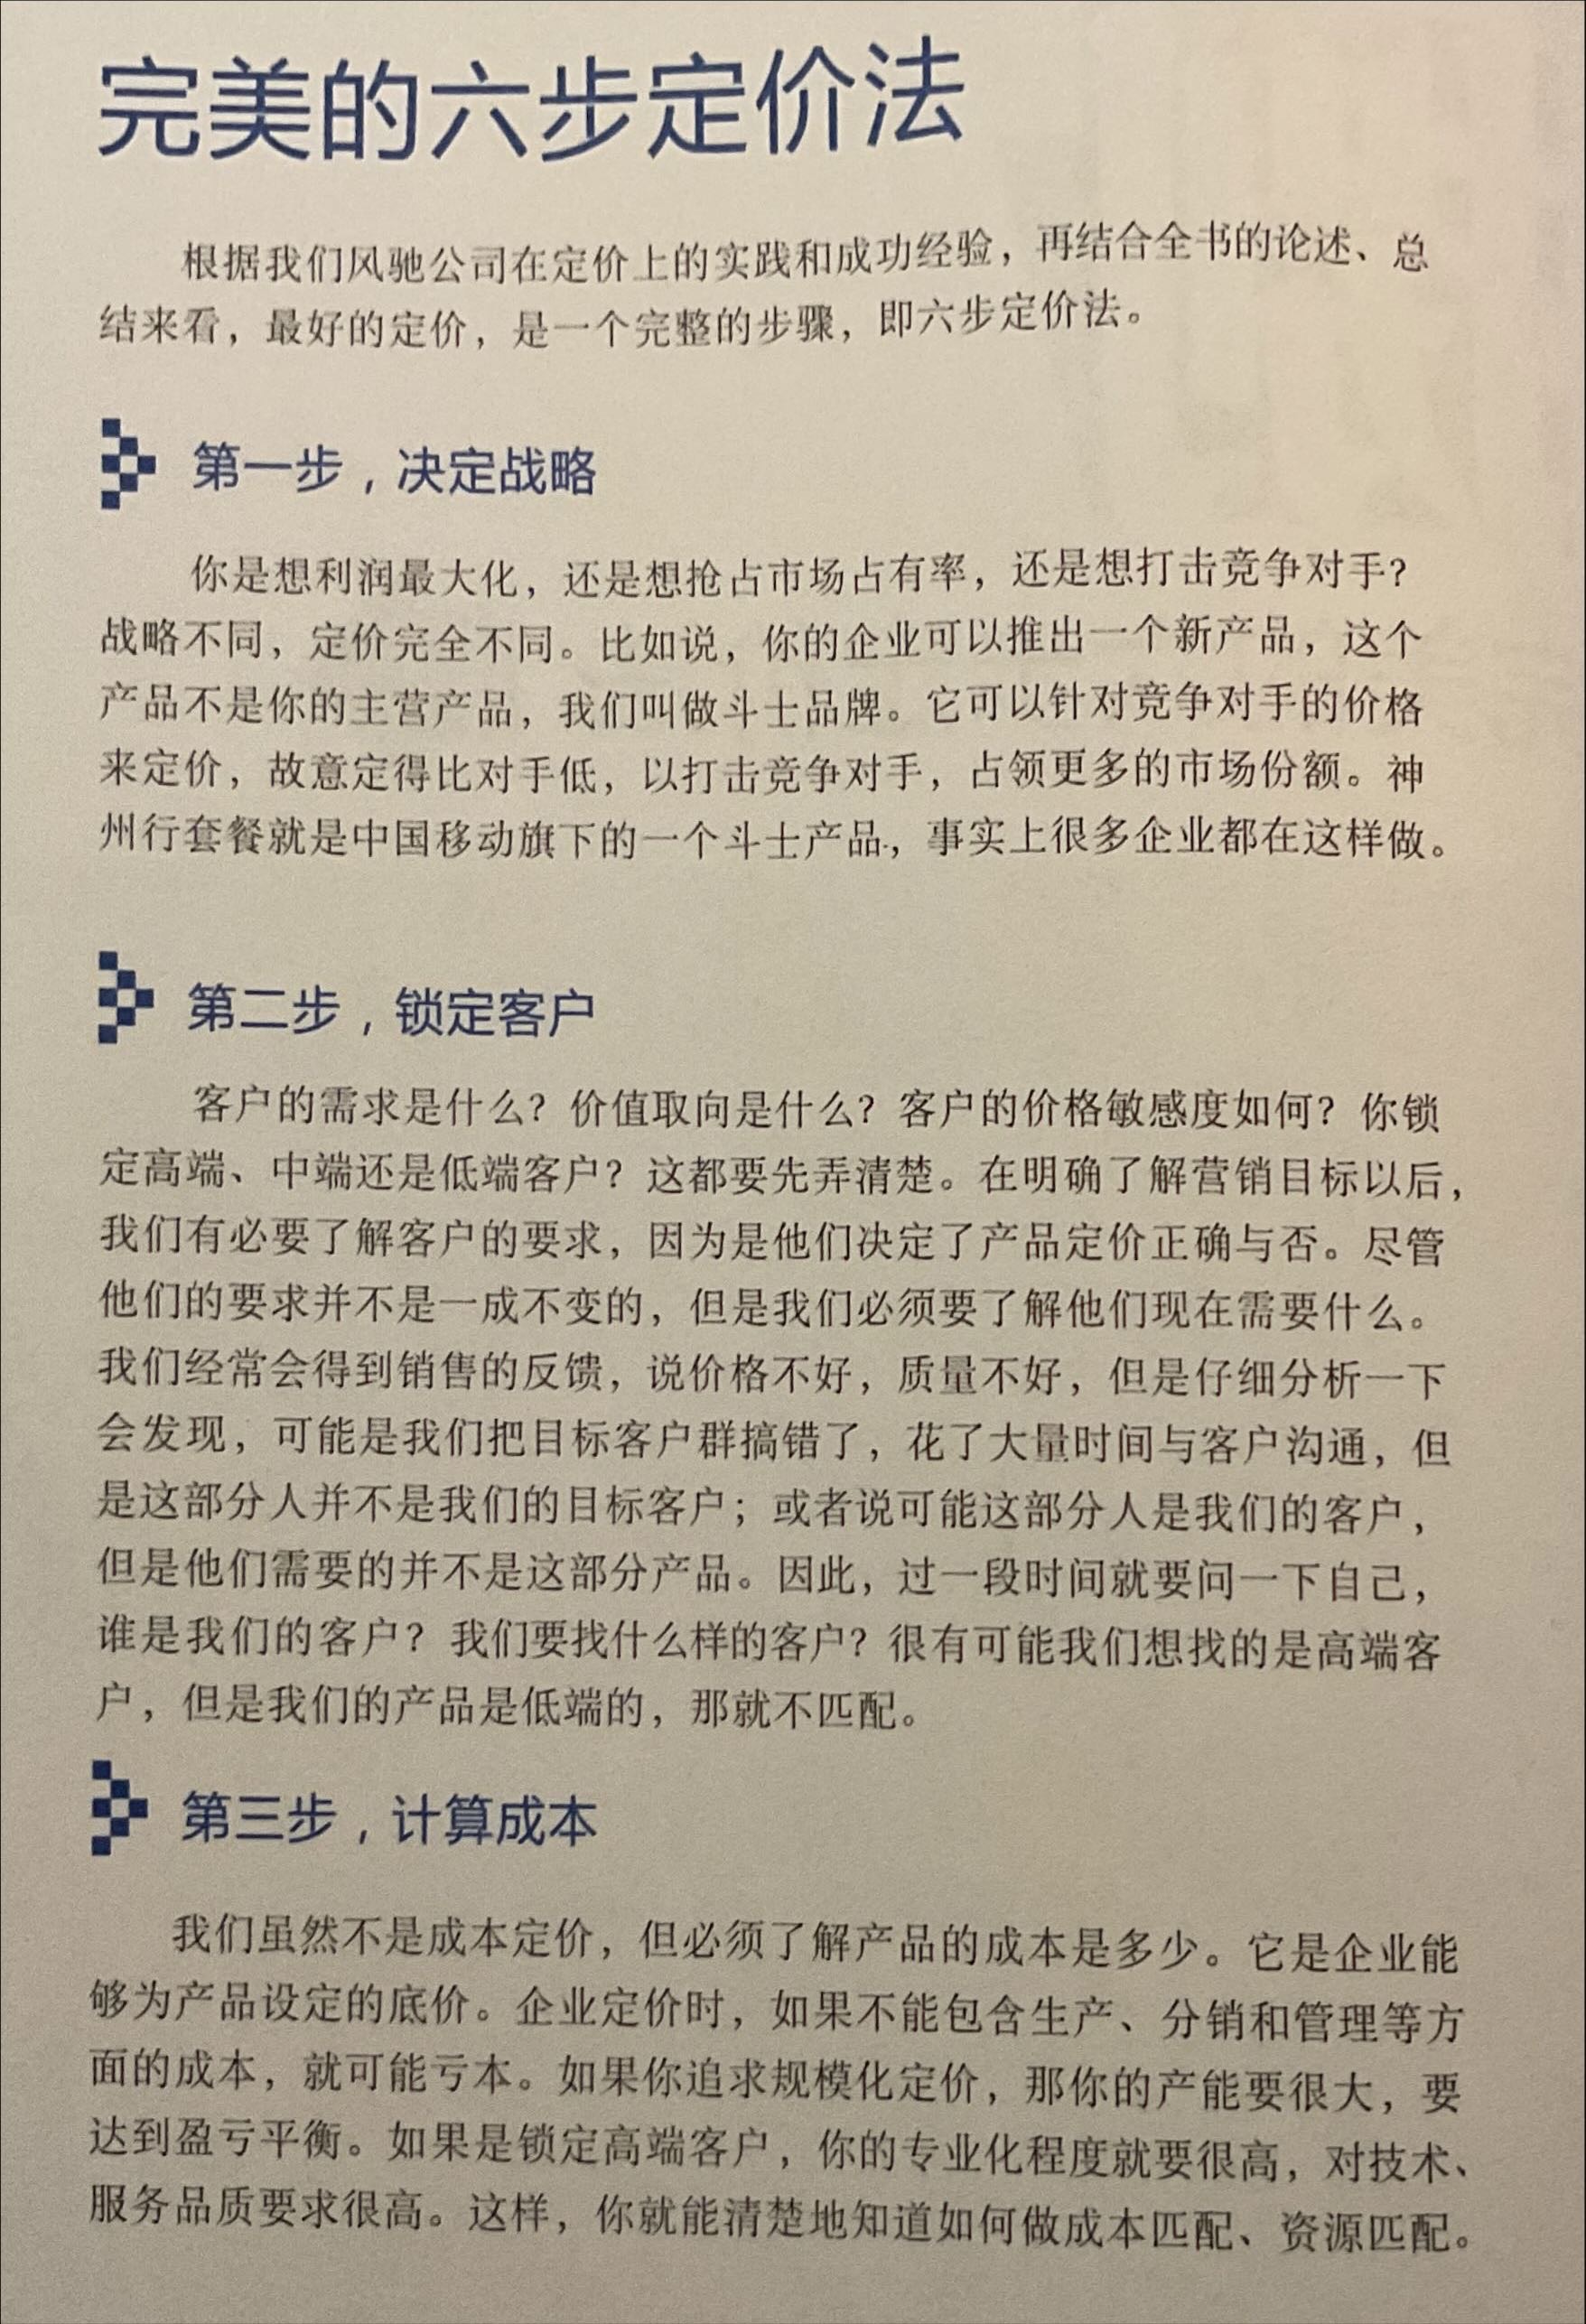 完美的六步定价法
根据我们风驰公司在定价上的实践和成功经验，再结合全书的论述、总
结来看，最好的定价，是一个完整的步骤，即六步定价法。
第一步，决定战略
你是想利润最大化，还是想抢占市场占有率，还是想打击竞争对手？
战略不同，定价完全不同。比如说，你的企业可以推出一个新产品，这个
产品不是你的主营产品，我们叫做斗士品牌。它可以针对竞争对手的价格
来定价，故意定得比对手低，以打击竞争对手，占领更多的市场份额。神
州行套餐就是中国移动旗下的一个斗士产品，事实上很多企业都在这样做。
第二步，锁定客户
客户的需求是什么？价值取向是什么？客户的价格敏感度如何？你锁
定高端、中端还是低端客户？这都要先弄清楚。在明确了解营销目标以后，
我们有必要了解客户的要求，因为是他们决定了产品定价正确与否。尽管
他们的要求并不是一成不变的，但是我们必须要了解他们现在需要什么。
我们经常会得到销售的反馈，说价格不好，质量不好，但是仔细分析一下
会发现，可能是我们把目标客户群搞错了，花了大量时间与客户沟通，但
是这部分人并不是我们的目标客户；或者说可能这部分人是我们的客户，
但是他们需要的并不是这部分产品。因此，过一段时间就要问一下自己，
谁是我们的客户？我们要找什么样的客户？很有可能我们想找的是高端客
户，但是我们的产品是低端的，那就不匹配。
第三步，计算成本
我们虽然不是成本定价，但必须了解产品的成本是多少。它是企业能
够为产品设定的底价。企业定价时，如果不能包含生产、分销和管理等方
面的成本，就可能亏本。如果你追求规模化定价，那你的产能要很大，要
达到盈亏平衡。如果是锁定高端客户，你的专业化程度就要很高，对技术、
服务品质要求很高。这样，你就能清楚地知道如何做成本匹配、资源匹配。